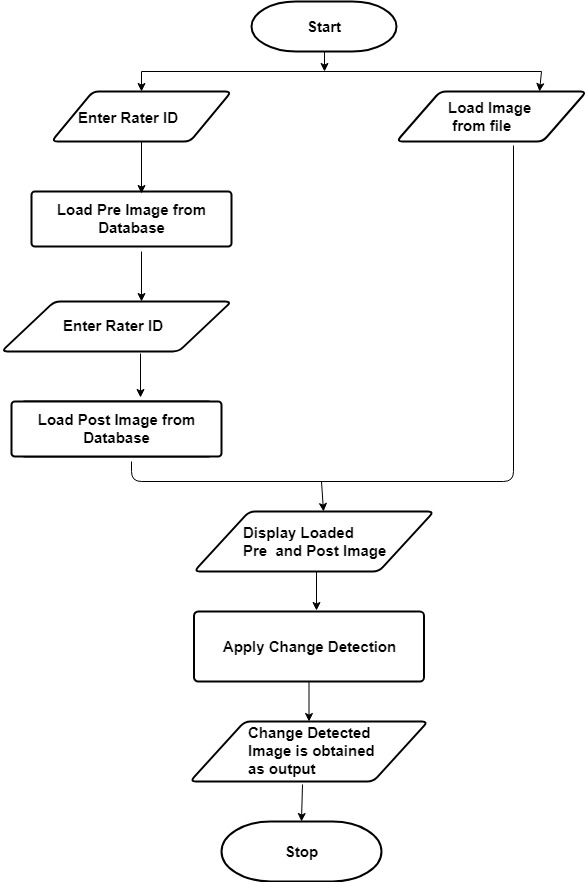 Start
Enter Rater ID
Load Image
from file
Load Pre Image from
Database
Enter Rater ID
Load Post Image from
Database
Display Loaded
Pre and Post Image
Apply Change Detection
Change Detected
Image is obtained
as output
Stop